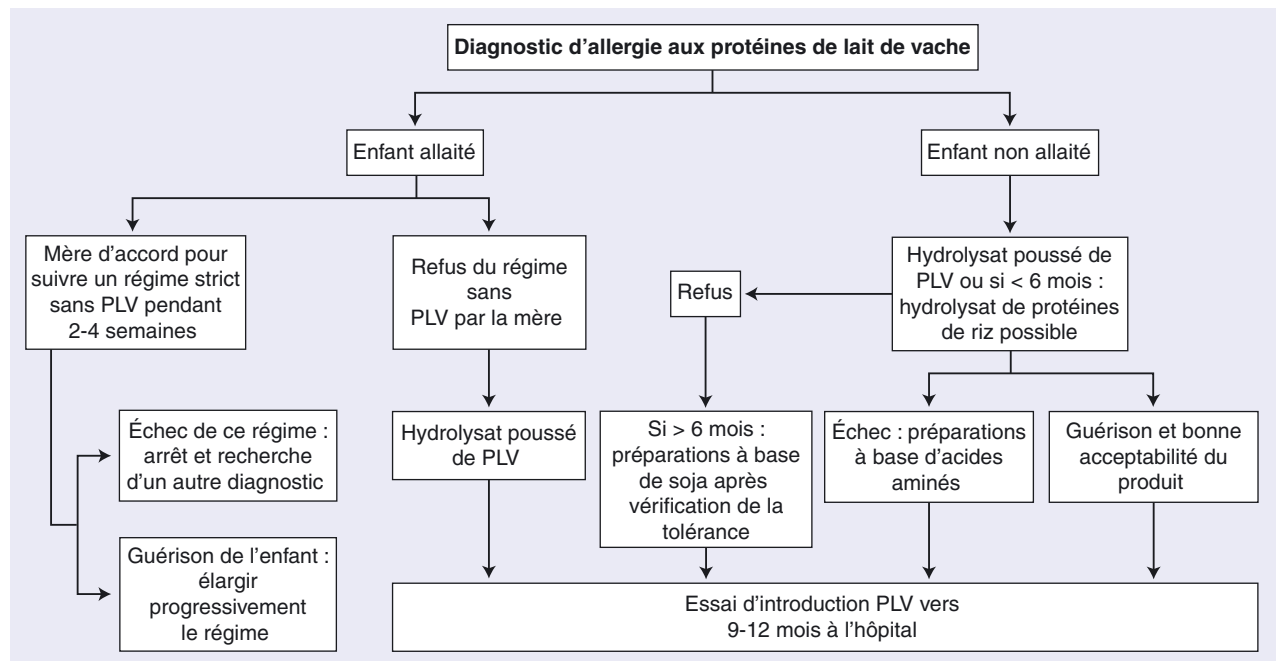 Diagnostic d'allergie aux protéines de lait de vache
Enfant allaité
Enfant non allaité
Mère d'accord pour
suivre un régime strict
sans PLV pendant
2-4 semaines
Refus du régime
sans
PLV par la mère
Refus
Hydrolysat poussé de
PLV ou si < 6 mois :
hydrolysat de protéines
de riz possible
Échec de ce régime :
arrêt et recherche
d'un autre diagnostic
Hydrolysat poussé
de PLV
Si > 6 mois :
préparations à base
de soja après
vérification de la
tolérance
Échec : préparations
à base d'acides
aminés
Guérison et bonne
acceptabilité du
produit
Guérison de l'enfant :
élargir
progressivement
le régime
Essai d'introduction PLV vers
9-12 mois à l'hôpital